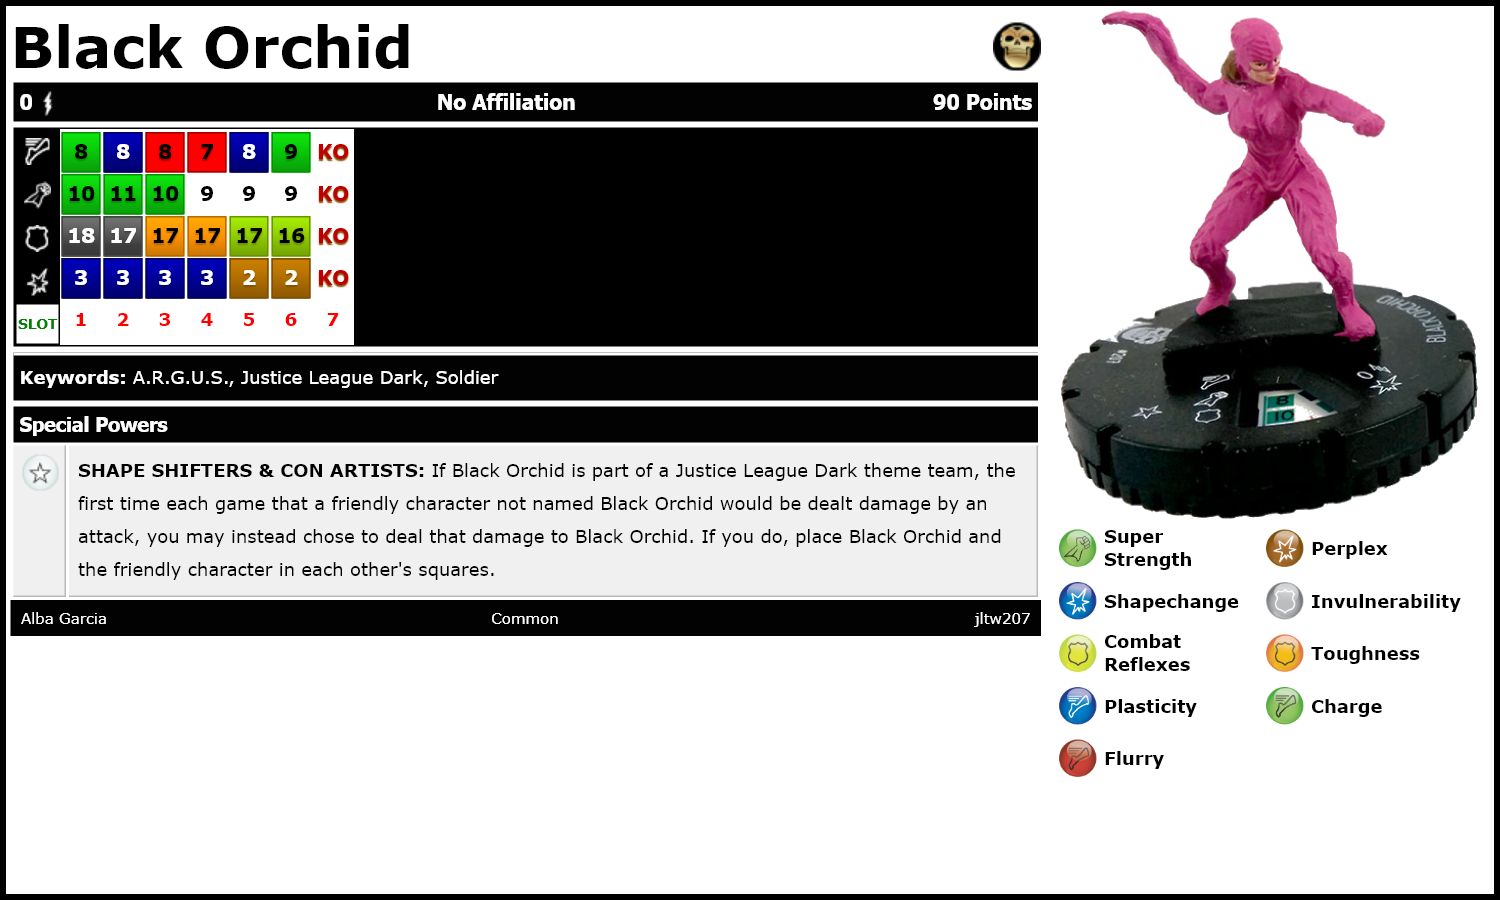 Black Orchid
0 No Affiliation 90 Points
8 8 8 7 8 9 KO
10 11 10 9 9 9 KO
18 17 17 17 17 16 KO
3 3 3 3 2 2 KO
SLOT 1 2 3 4 5 6 7
Keywords: A.R.G.U.S., Justice League Dark, Soldier
Special Powers
SHAPE SHIFTERS & CON ARTISTS: If Black Orchid is part of a Justice League Dark theme team, the
first time each game that a friendly character not named Black Orchid would be dealt damage by an
attack, you may instead chose to deal that damage to Black Orchid. If you do, place Black Orchid and
the friendly character in each other's squares.
Alba Garcia Common jltw207
BLACK ORCHID
#207
0
8
10
Super
Strength
Perplex
Shapechange
Invulnerability
Combat
Reflexes
Toughness
Plasticity
Charge
Flurry